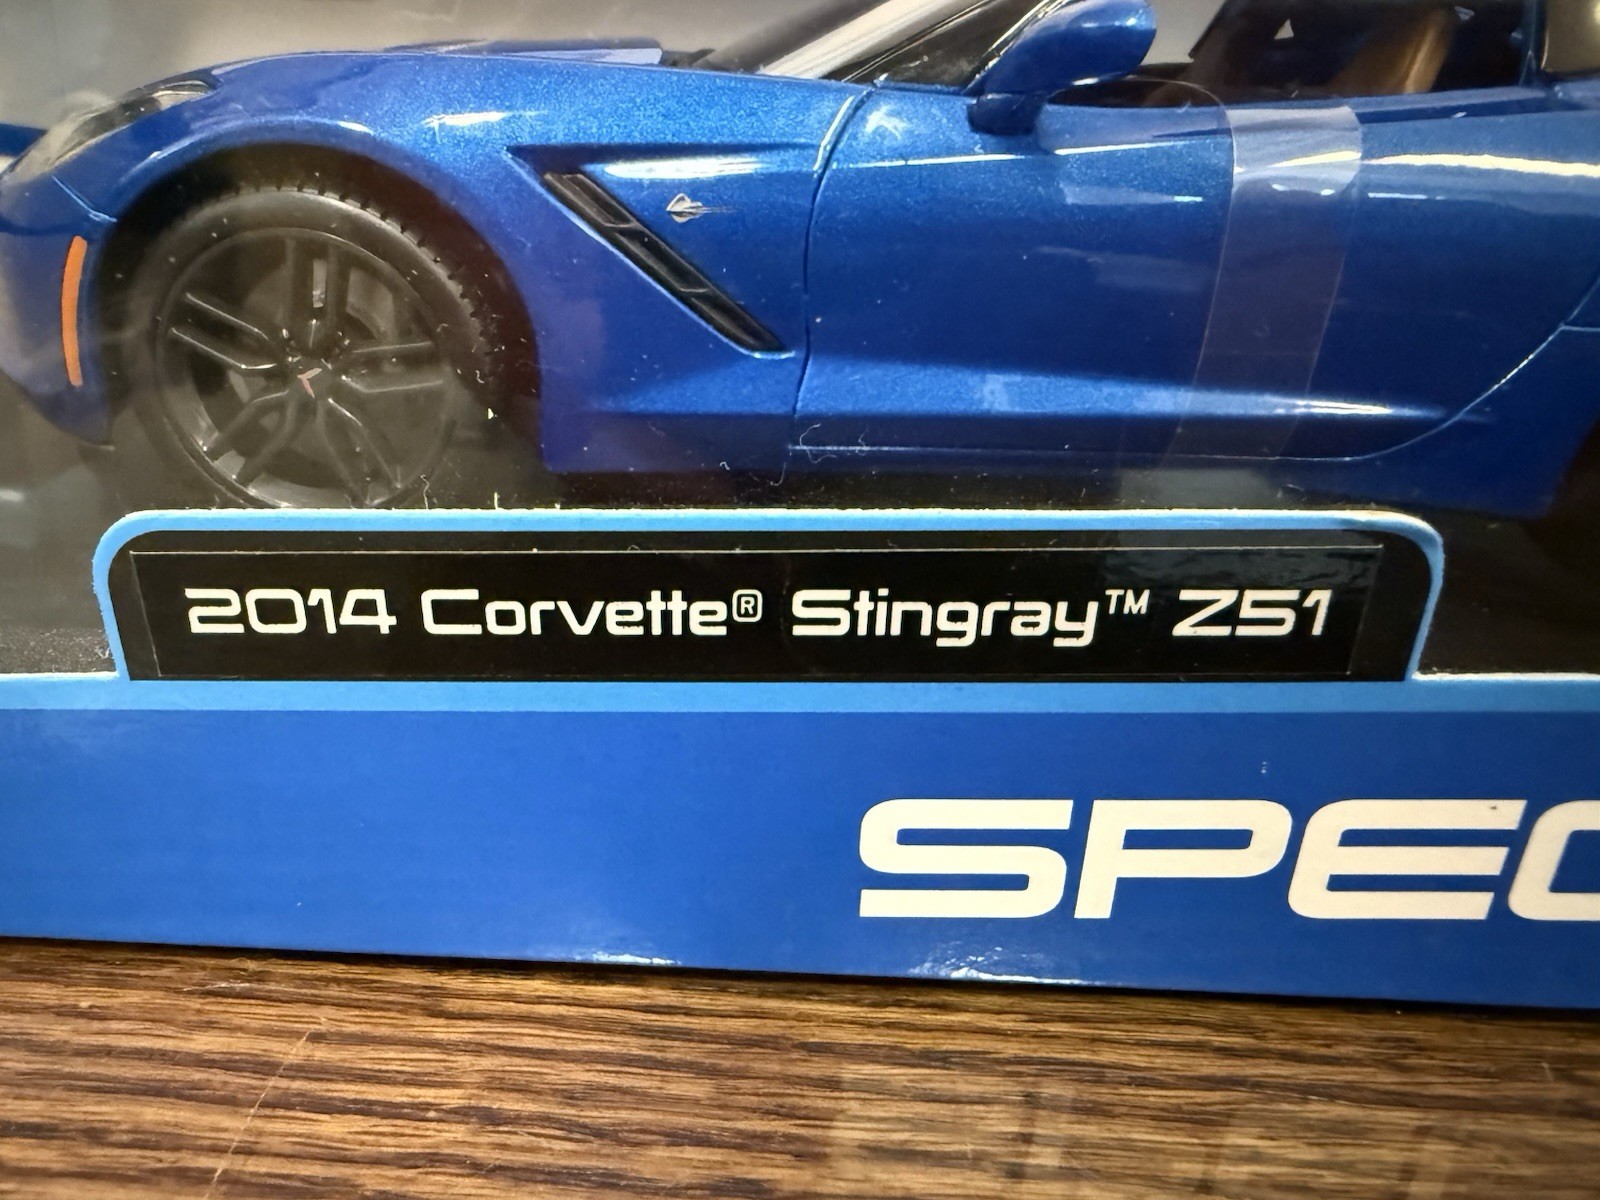 2014 Corvette® Stingray™ Z51
SPEC